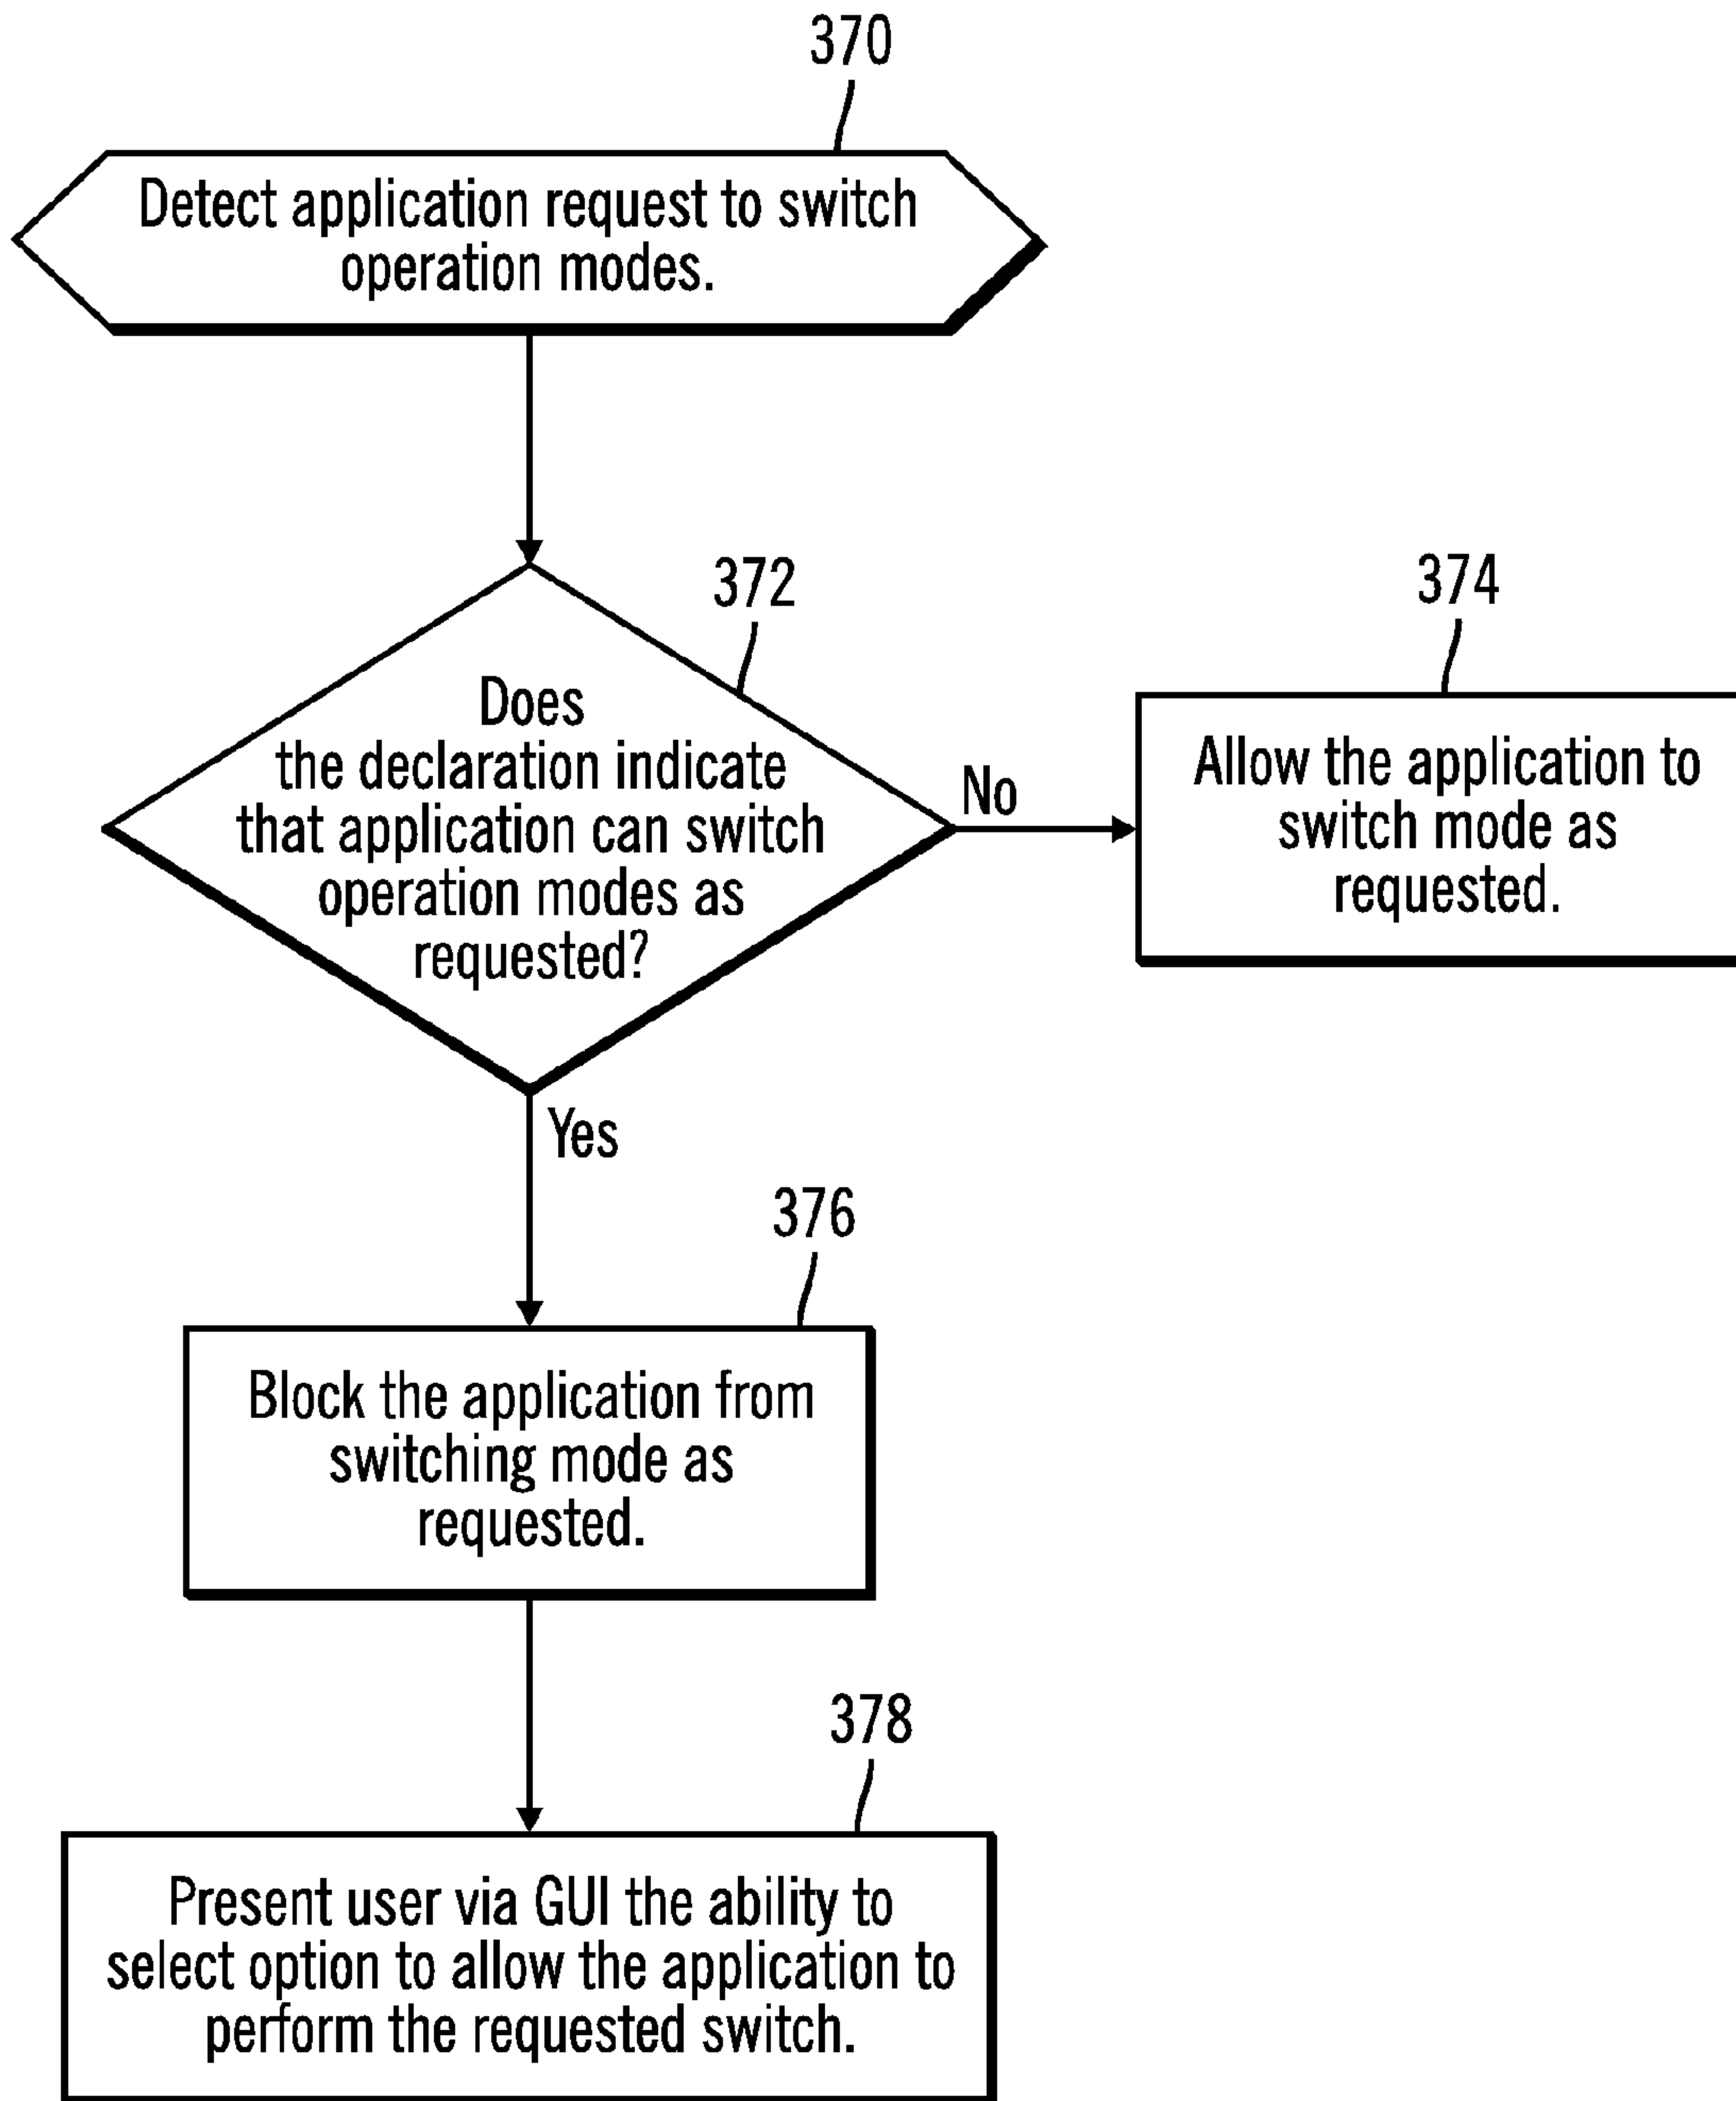 370
Detect application request to switch
operation modes.
372
Does
the declaration indicate
that application can switch
operation modes as
requested?
No
374
Allow the application to
switch mode as
requested.
Yes
376
Block the application from
switching mode as
requested.
378
Present user via GUI the ability to
select option to allow the application to
perform the requested switch.